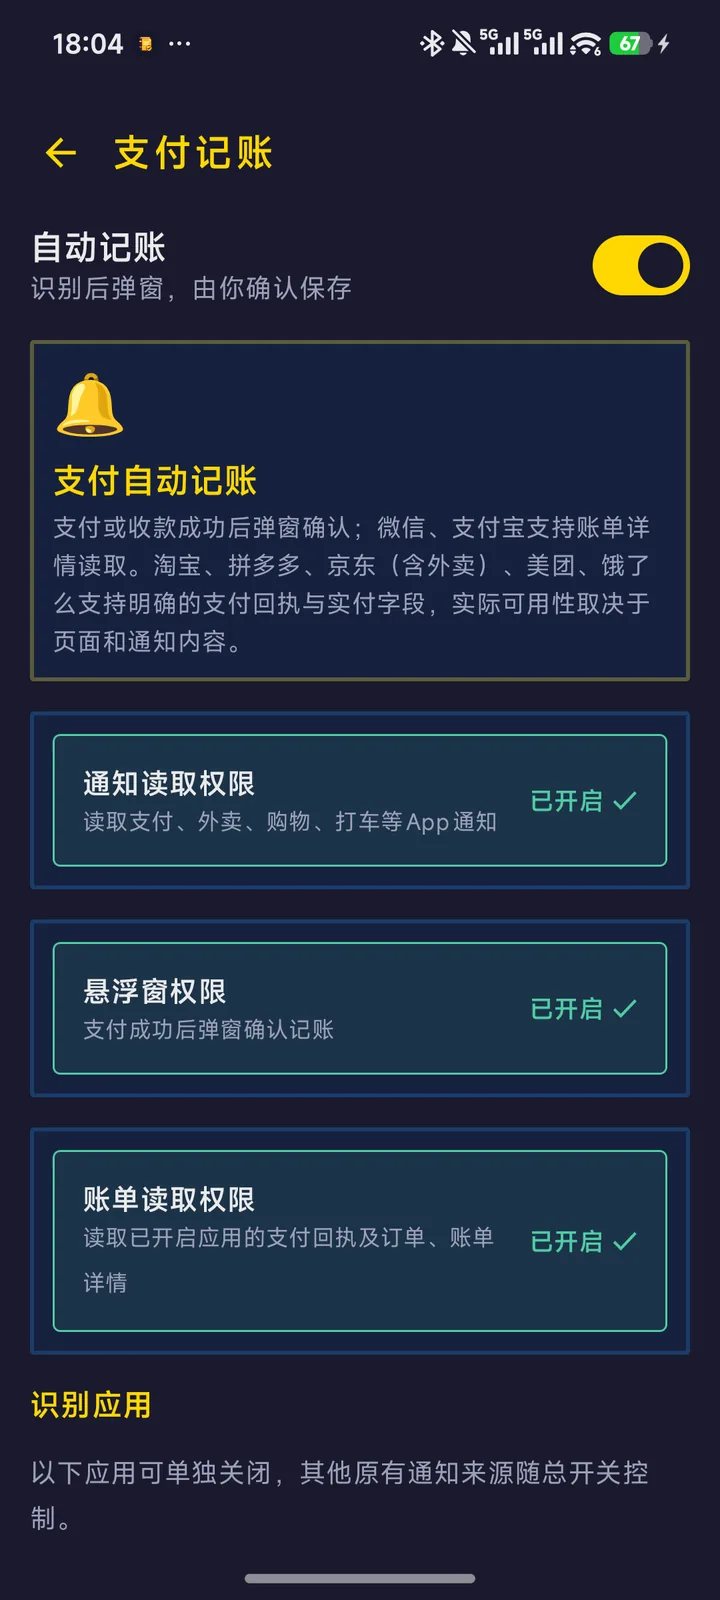 18:04 ···
5G 5G 6 67
支付记账
自动记账
识别后弹窗，由你确认保存
支付自动记账
支付或收款成功后弹窗确认；微信、支付宝支持账单详
情读取。淘宝、拼多多、京东（含外卖）、美团、饿了
么支持明确的支付回执与实付字段，实际可用性取决于
页面和通知内容。
通知读取权限
读取支付、外卖、购物、打车等App通知
已开启
悬浮窗权限
支付成功后弹窗确认记账
已开启
账单读取权限
读取已开启应用的支付回执及订单、账单
详情
已开启
识别应用
以下应用可单独关闭，其他原有通知来源随总开关控
制。